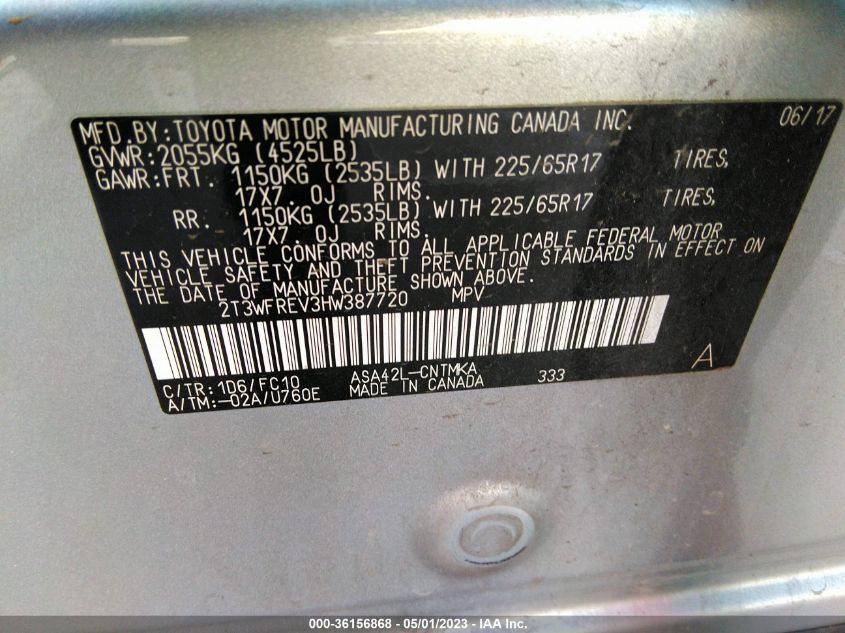 MFD.BY:TOYOTA MOTOR MANUFACTURING CANADA INC. 06/17
GVWR:2055KG (4525LB)
GAWR:FRT. 1150KG (2535LB) WITH 225/65R17 TIRES,
17X7.0J RIMS.
RR. 1150KG (2535LB) WITH 225/65R17 TIRES,
17X7.0J RIMS.
THIS VEHICLE CONFORMS TO ALL APPLICABLE FEDERAL MOTOR
VEHICLE SAFETY AND THEFT PREVENTION STANDARDS IN EFFECT ON
THE DATE OF MANUFACTURE SHOWN ABOVE.
2T3WFREV3HW387720 MPV
A
C/TR:1D6/FC10 ASA42L-CNTMKA 333
A/TM:-02A/U760E MADE IN CANADA
000-36156868 - 05/01/2023 - IAA Inc.